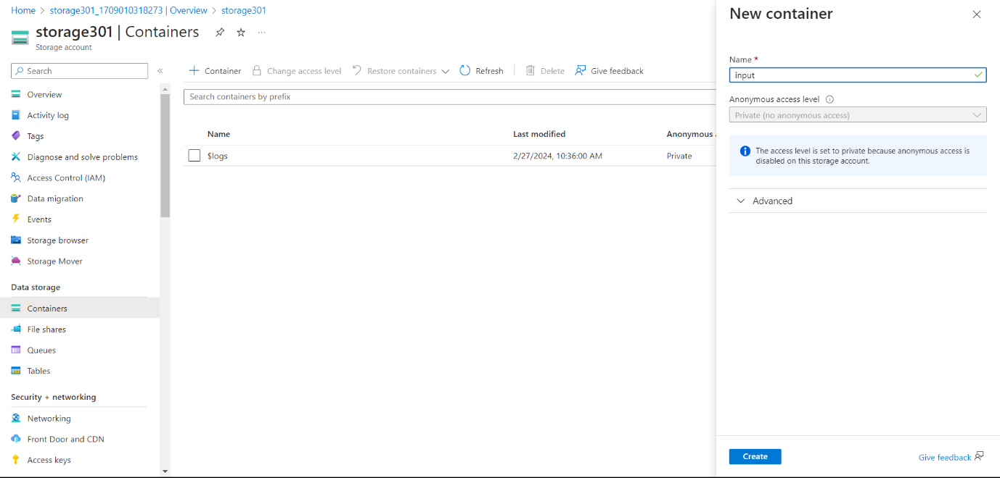 Home > storage301_1709010318273 | Overview > storage301
storage301 | Containers
Storage account
Search
Overview
Activity log
Tags
Diagnose and solve problems
Access Control (IAM)
Data migration
Events
Storage browser
Storage Mover
Data storage
Containers
File shares
Queues
Tables
Security + networking
Networking
Front Door and CDN
Access keys
Container Change access level Restore containers Refresh Delete Give feedback
Search containers by prefix
Name Last modified Anonymous
$logs 2/27/2024, 10:36:00 AM Private
New container
Name *
input
Anonymous access level
Private (no anonymous access)
The access level is set to private because anonymous access is
disabled on this storage account.
Advanced
Create Give feedback